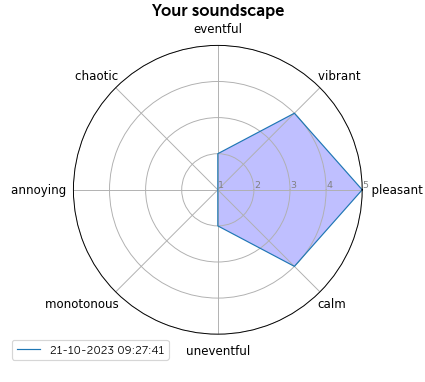 Your soundscape
eventful
chaotic
vibrant
annoying
1
2
3
4
5
pleasant
monotonous
calm
uneventful
21-10-2023 09:27:41